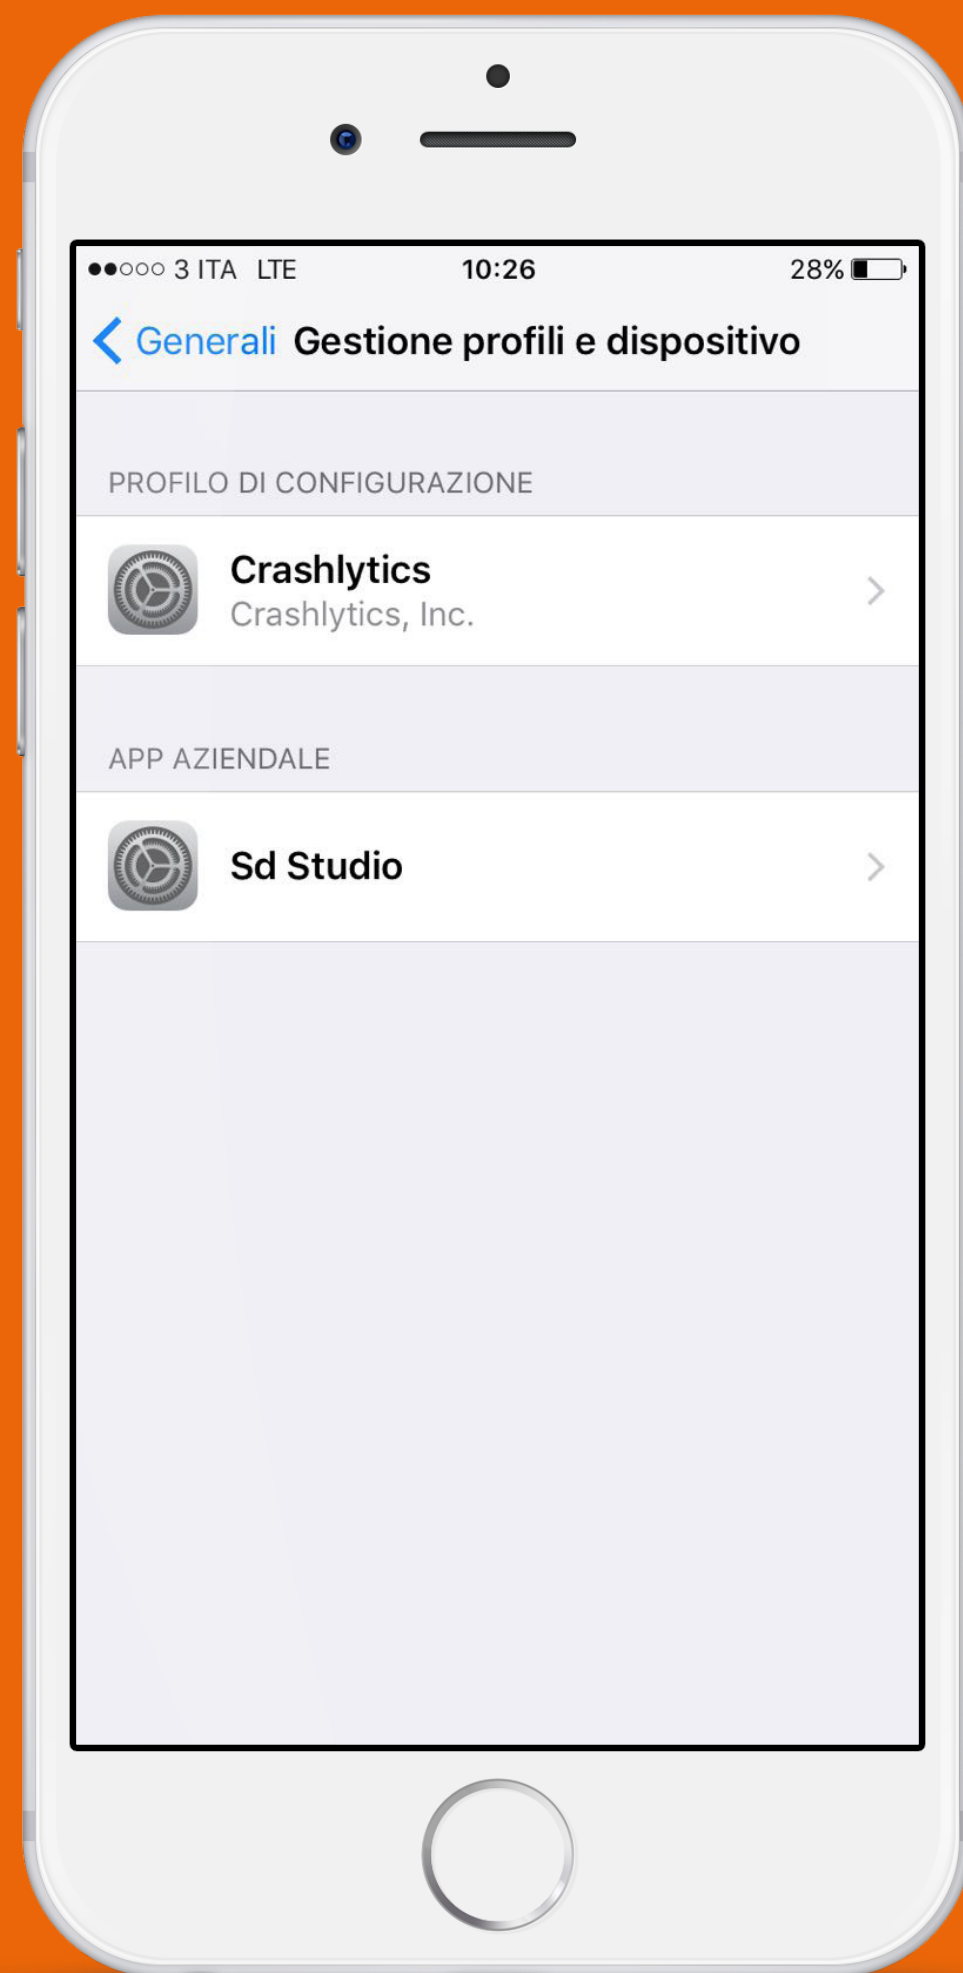 3 ITA LTE 10:26 28%
Generali Gestione profili e dispositivo
PROFILO DI CONFIGURAZIONE
Crashlytics
Crashlytics, Inc.
APP AZIENDALE
Sd Studio